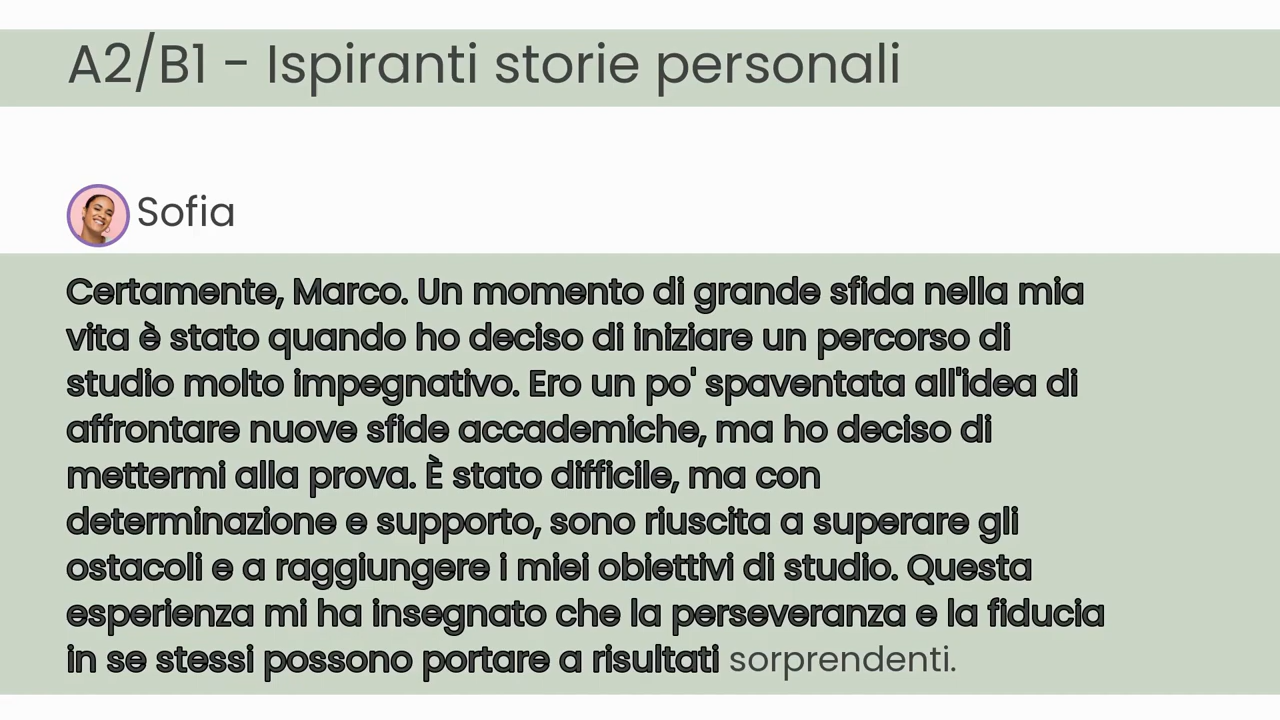 A2/B1 - Ispiranti storie personali
Sofia
Certamente, Marco. Un momento di grande sfida nella mia
vita è stato quando ho deciso di iniziare un percorso di
studio molto impegnativo. Ero un po' spaventata all'idea di
affrontare nuove sfide accademiche, ma ho deciso di
mettermi alla prova. È stato difficile, ma con
determinazione e supporto, sono riuscita a superare gli
ostacoli e a raggiungere i miei obiettivi di studio. Questa
esperienza mi ha insegnato che la perseveranza e la fiducia
in se stessi possono portare a risultati sorprendenti.